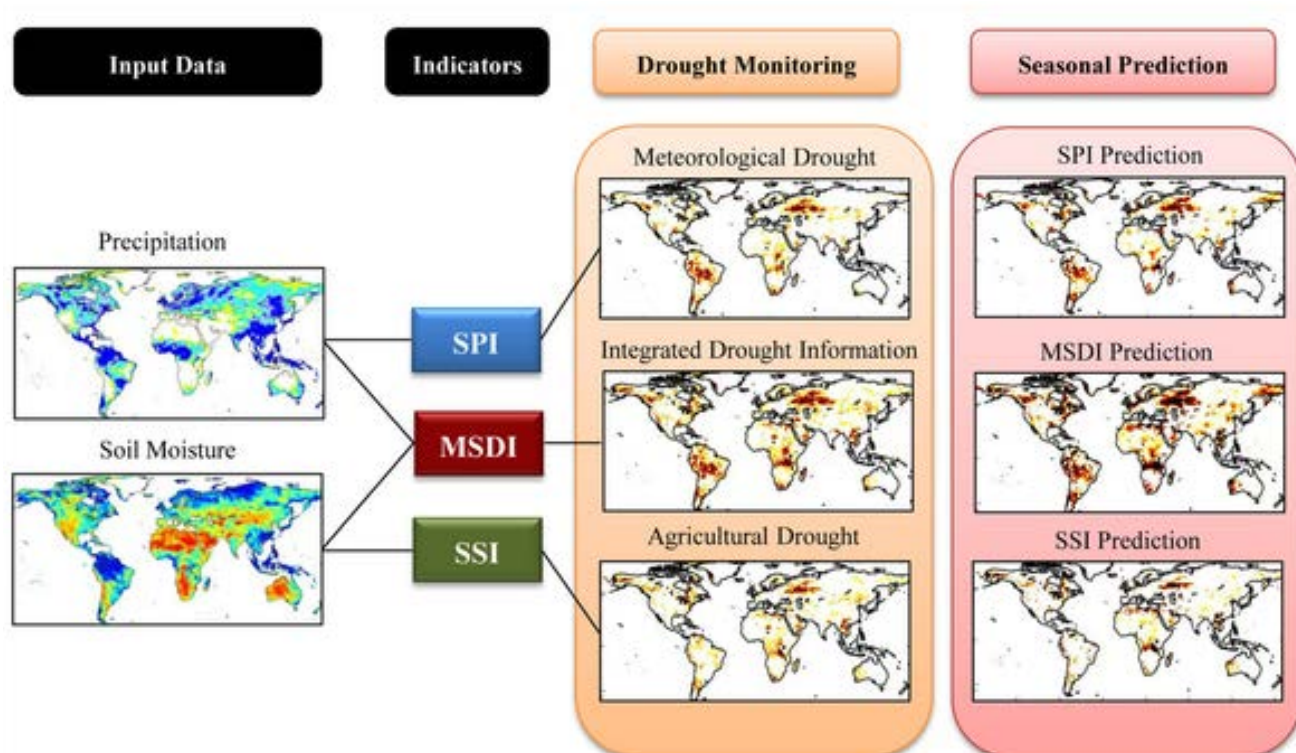 Input Data
Indicators
Drought Monitoring
Seasonal Prediction
Precipitation
Soil Moisture
SPI
MSDI
SSI
Meteorological Drought
Integrated Drought Information
Agricultural Drought
SPI Prediction
MSDI Prediction
SSI Prediction